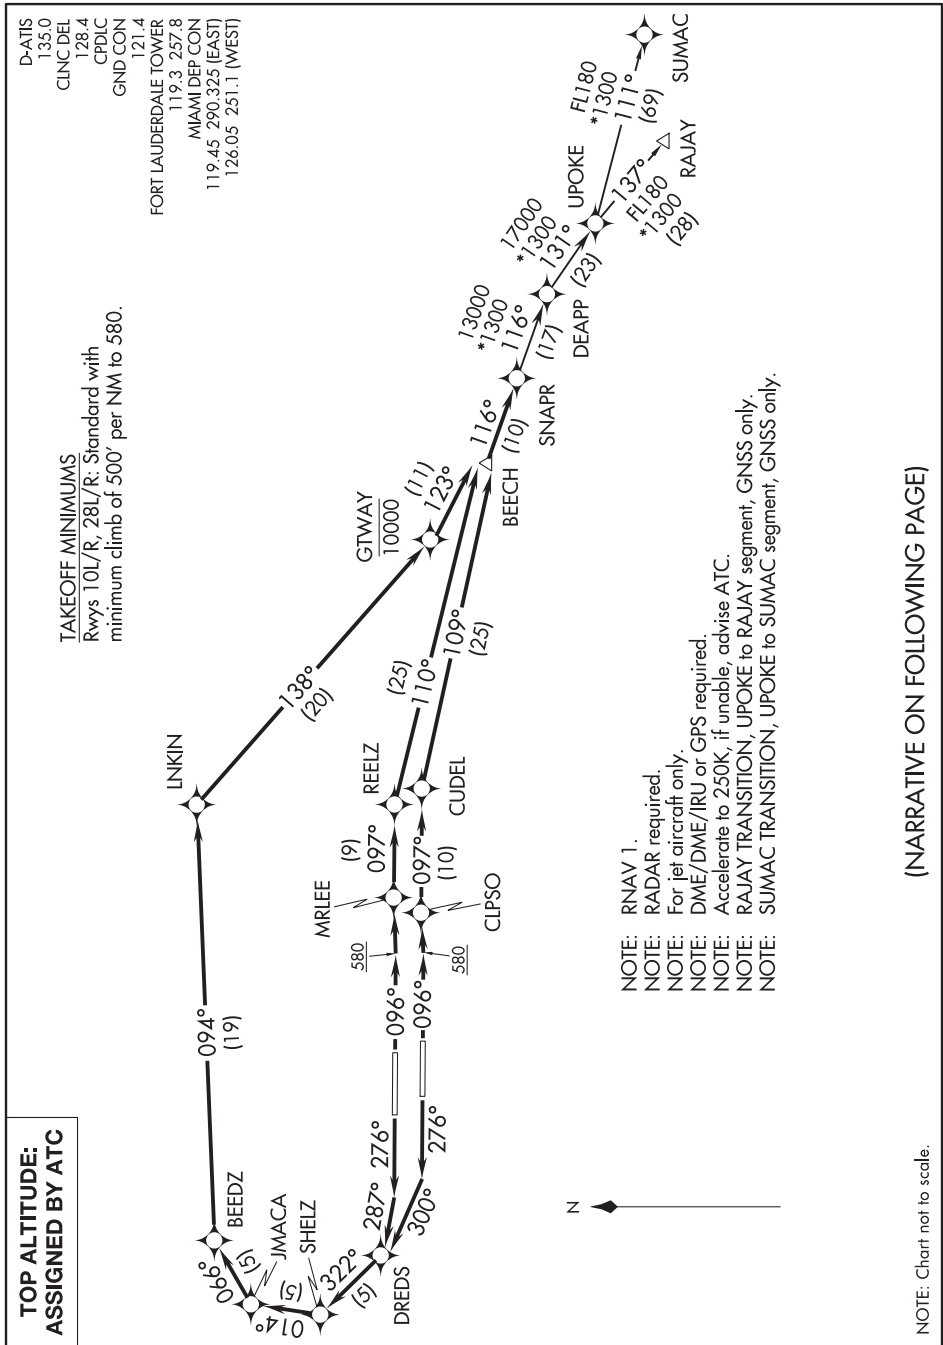 TOP ALTITUDE:
ASSIGNED BY ATC
TAKEOFF MINIMUMS
Rwys 10L/R, 28L/R: Standard with
minimum climb of 500' per NM to 580.
D-ATIS
135.0
CLNC DEL
128.4
CPDLC
GND CON
121.4
FORT LAUDERDALE TOWER
119.3 257.8
MIAMI DEP CON
119.45 290.325 (EAST)
126.05 251.1 (WEST)
LNKIN
094°
(19)
BEEDZ
066°
(5)
JMACA
SHELZ
014°
(5)
322°
(5)
DREDS
287°
276°
300°
276°
096°
096°
580
580
MRLEE
(9)
097°
REELZ
CLPSO
097°
(10)
CUDEL
138°
(20)
GTWAY
10000
(11)
123°
(25)
110°
109°
(25)
BEECH
116°
(10)
SNAPR
13000
*1300
116°
(17)
DEAPP
17000
*1300
131°
(23)
UPOKE
FL180
*1300
111°
(69)
SUMAC
137°
FL180
*1300
(28)
RAJAY
N
NOTE: RNAV 1.
NOTE: RADAR required.
NOTE: For jet aircraft only.
NOTE: DME/DME/IRU or GPS required.
NOTE: Accelerate to 250K, if unable, advise ATC.
NOTE: RAJAY TRANSITION, UPOKE to RAJAY segment, GNSS only.
NOTE: SUMAC TRANSITION, UPOKE to SUMAC segment, GNSS only.
NOTE: Chart not to scale.
(NARRATIVE ON FOLLOWING PAGE)